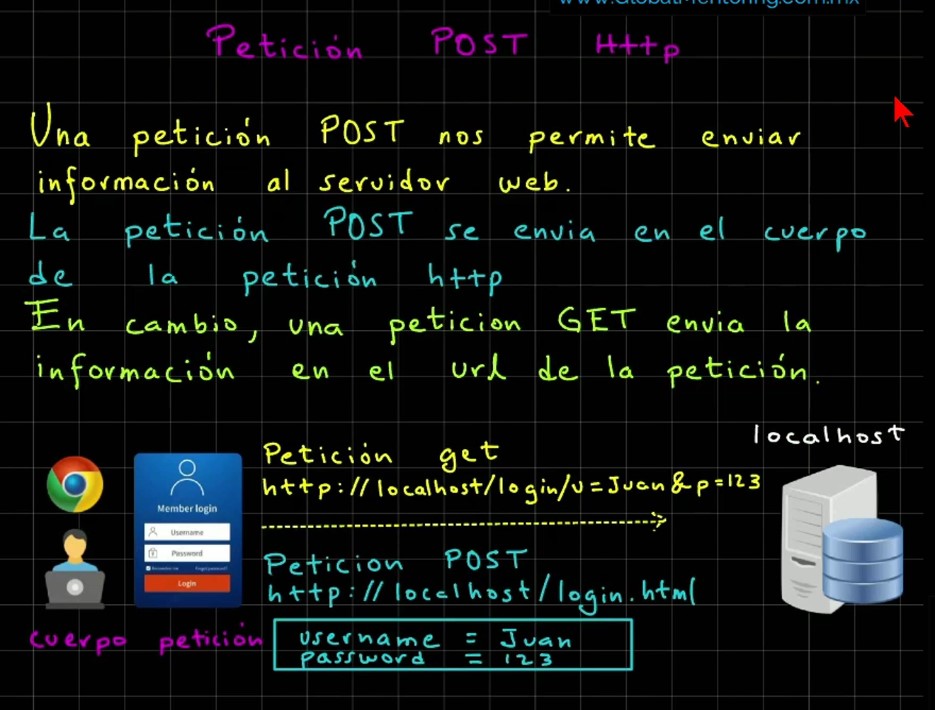 www.GlobalMentoring.com.mx
Petición POST Http
Una petición POST nos permite enviar
información al servidor web.
La petición POST se envia en el cuerpo
de la petición http
En cambio, una peticion GET envia la
información en el url de la petición.
localhost
Petición get
http://localhost/login/u=Juan&p=123
Member login
Username
Password
Remember me Forgot password?
Login
Peticion POST
http://localhost/login.html
cuerpo petición
username = Juan
password = 123